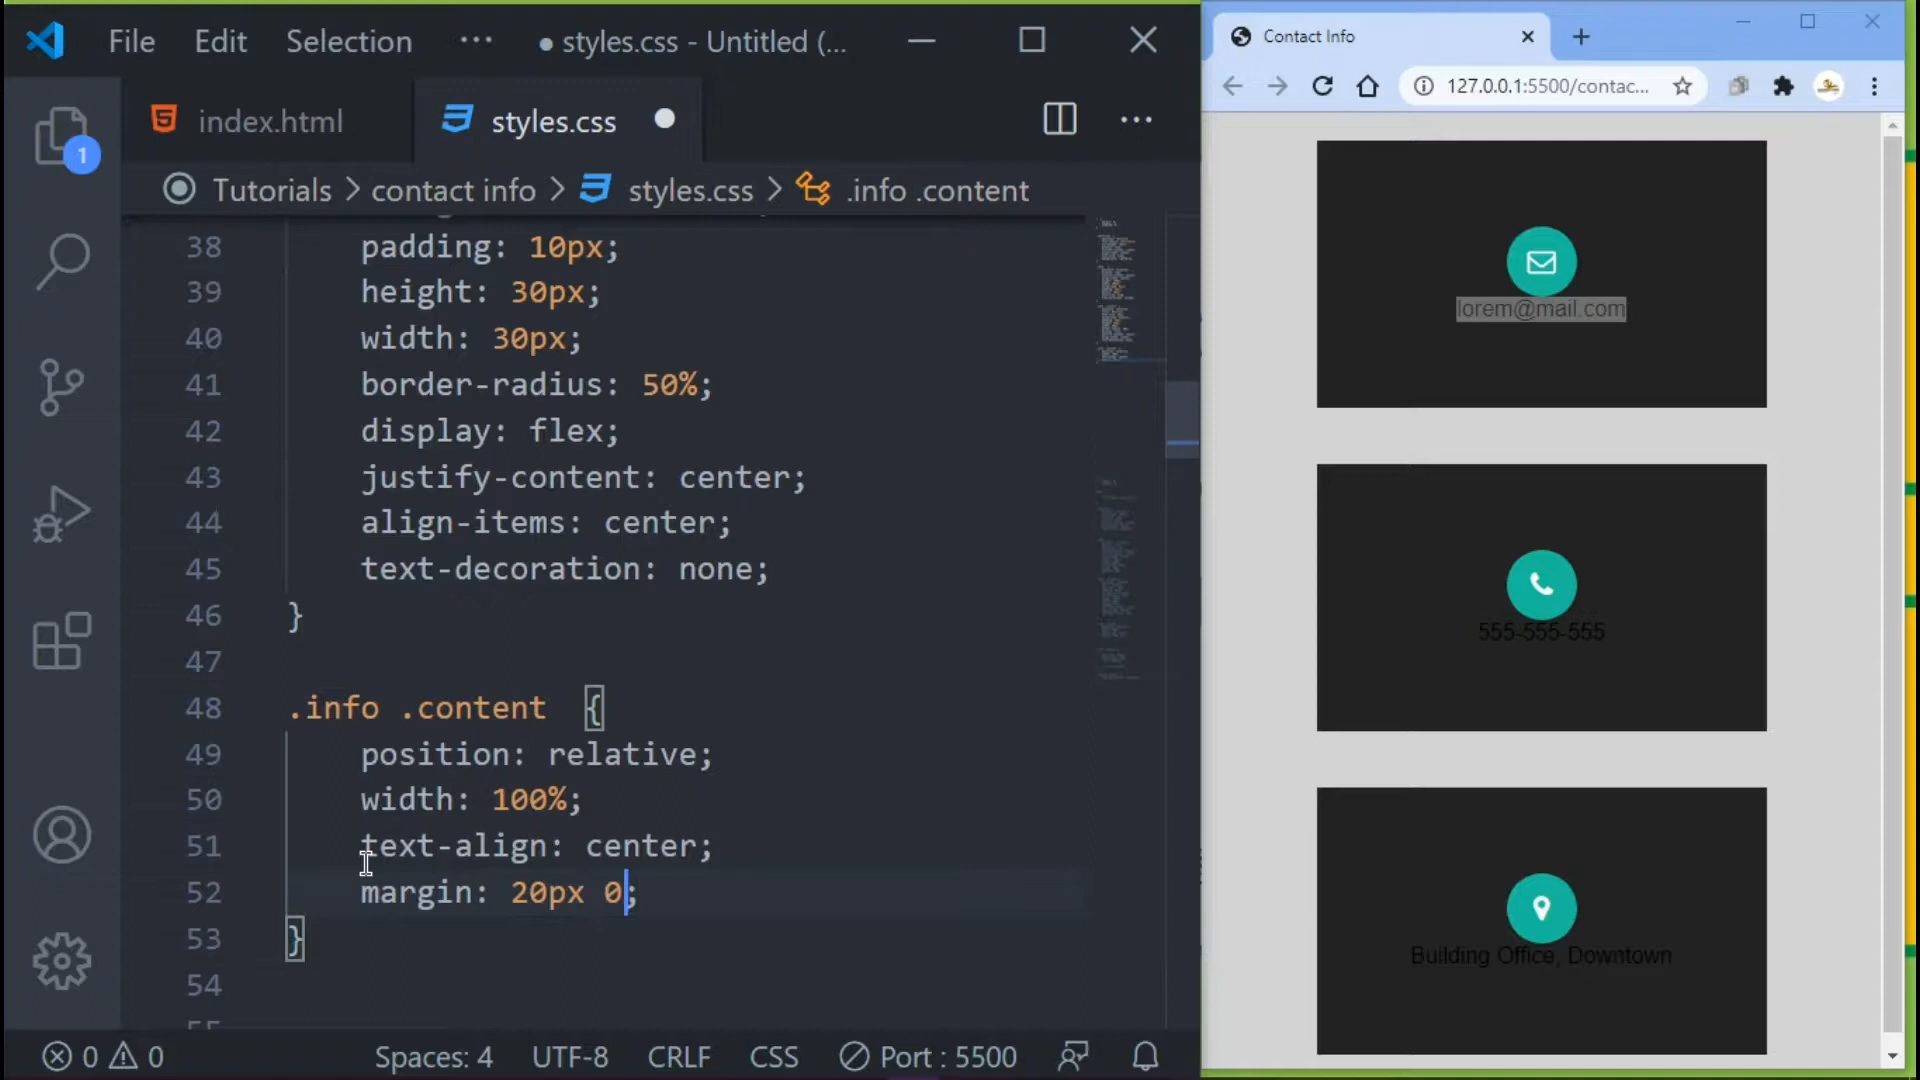 File Edit Selection ··· ● styles.css - Untitled (...
index.html styles.css
Tutorials > contact info > styles.css > .info .content
38 padding: 10px;
39 height: 30px;
40 width: 30px;
41 border-radius: 50%;
42 display: flex;
43 justify-content: center;
44 align-items: center;
45 text-decoration: none;
46 }
47
48 .info .content {
49 position: relative;
50 width: 100%;
51 text-align: center;
52 margin: 20px 0;
53 }
54
1
0 0 Spaces: 4 UTF-8 CRLF CSS Port : 5500
Contact Info
127.0.0.1:5500/contac...
lorem@mail.com
555-555-555
Building Office, Downtown